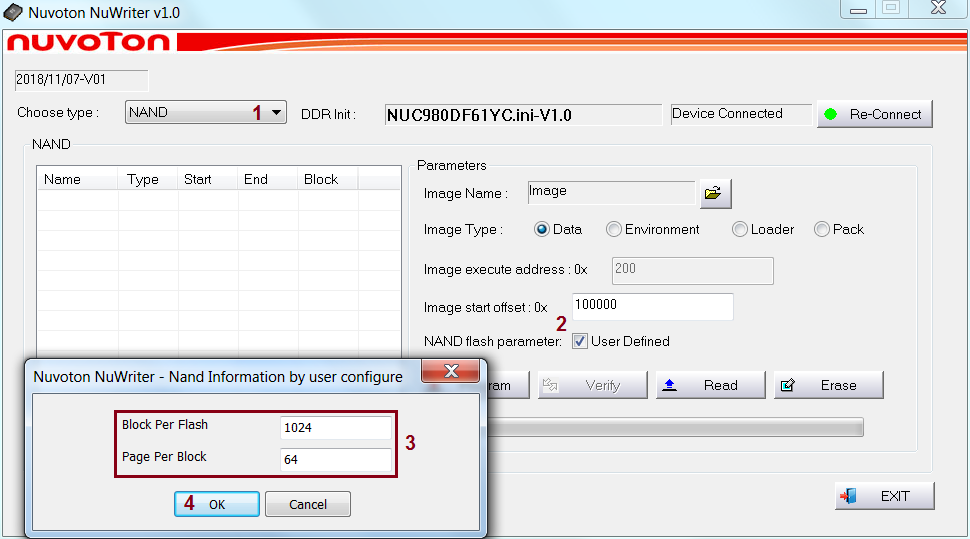 Nuvoton NuWriter v1.0
nuvoTon
2018/11/07-V01
Choose type : NAND 1 DDR Init : NUC980DF61YC.ini-V1.0 Device Connected Re-Connect
NAND
Name Type Start End Block
Parameters
Image Name : Image
Image Type : Data Environment Loader Pack
Image execute address : 0x 200
Image start offset : 0x 100000
2
NAND flash parameter: User Defined
ram Verify Read Erase
Nuvoton NuWriter - Nand Information by user configure
Block Per Flash 1024
Page Per Block 64
3
4 OK Cancel
EXIT